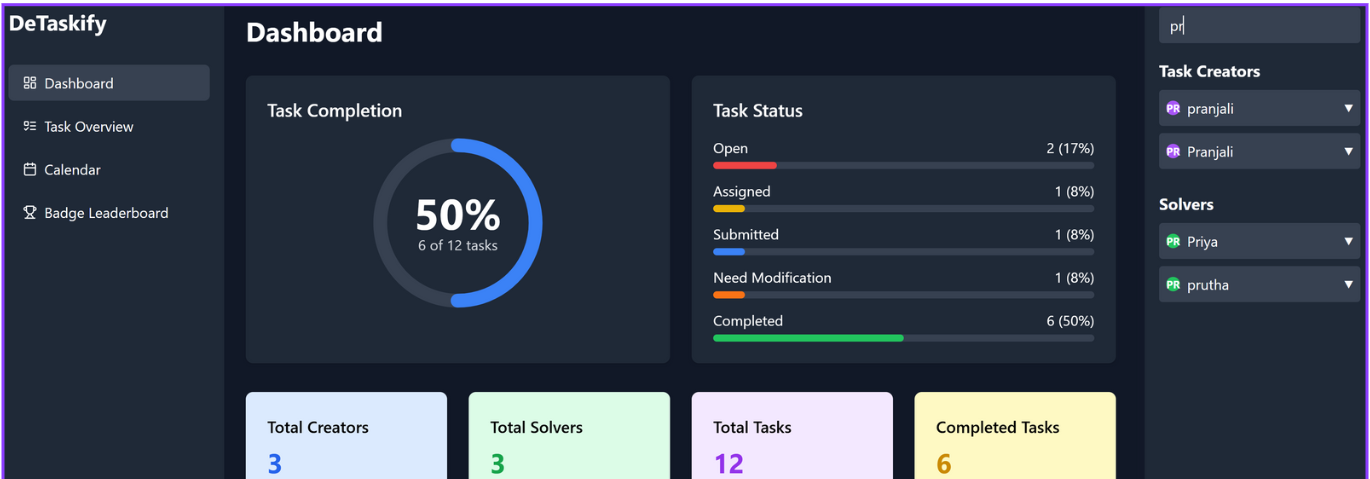 DeTaskify
Dashboard
Task Overview
Calendar
Badge Leaderboard
Dashboard
Task Completion
50%
6 of 12 tasks
Task Status
Open 2 (17%)
Assigned 1 (8%)
Submitted 1 (8%)
Need Modification 1 (8%)
Completed 6 (50%)
Total Creators
3
Total Solvers
3
Total Tasks
12
Completed Tasks
6
pr
Task Creators
PR pranjali
PR Pranjali
Solvers
PR Priya
PR prutha